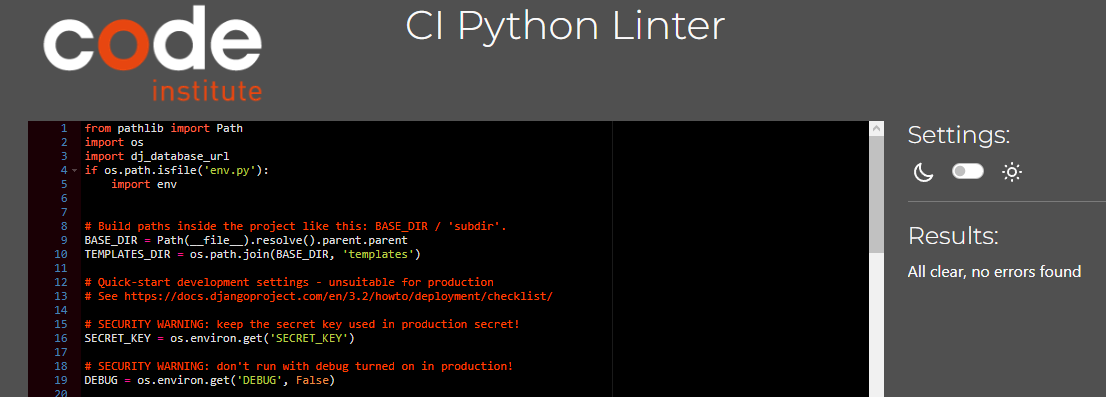 code
institute
CI Python Linter
1 from pathlib import Path
2 import os
3 import dj_database_url
4 if os.path.isfile('env.py'):
5     import env
6
7
8 # Build paths inside the project like this: BASE_DIR / 'subdir'.
9 BASE_DIR = Path(__file__).resolve().parent.parent
10 TEMPLATES_DIR = os.path.join(BASE_DIR, 'templates')
11
12 # Quick-start development settings - unsuitable for production
13 # See https://docs.djangoproject.com/en/3.2/howto/deployment/checklist/
14
15 # SECURITY WARNING: keep the secret key used in production secret!
16 SECRET_KEY = os.environ.get('SECRET_KEY')
17
18 # SECURITY WARNING: don't run with debug turned on in production!
19 DEBUG = os.environ.get('DEBUG', False)
20
Settings:
Results:
All clear, no errors found